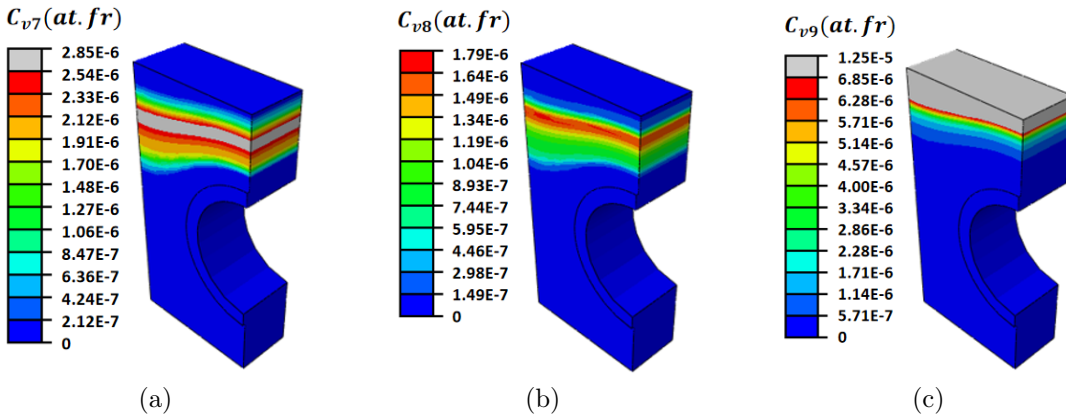 C_{v7}(at.fr)
2.85E-6
2.54E-6
2.33E-6
2.12E-6
1.91E-6
1.70E-6
1.48E-6
1.27E-6
1.06E-6
8.47E-7
6.36E-7
4.24E-7
2.12E-7
0
(a)
C_{v8}(at.fr)
1.79E-6
1.64E-6
1.49E-6
1.34E-6
1.19E-6
1.04E-6
8.93E-7
7.44E-7
5.95E-7
4.46E-7
2.98E-7
1.49E-7
0
(b)
C_{v9}(at.fr)
1.25E-5
6.85E-6
6.28E-6
5.71E-6
5.14E-6
4.57E-6
4.00E-6
3.34E-6
2.86E-6
2.28E-6
1.71E-6
1.14E-6
5.71E-7
0
(c)